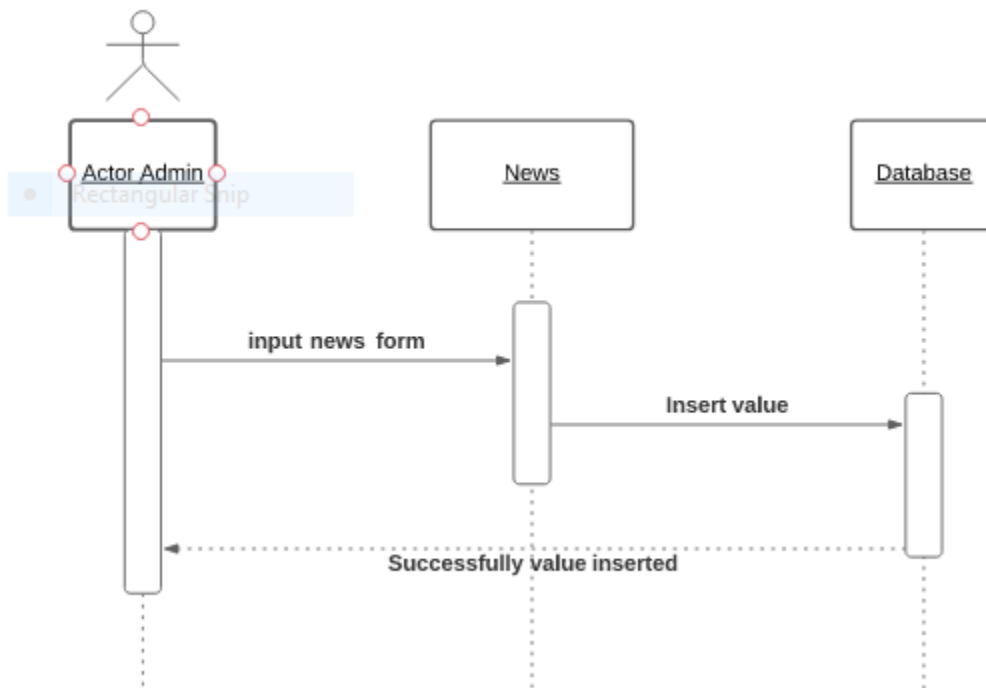 Actor Admin
News
Database
Rectangular Snip
input news form
Insert value
Successfully value inserted